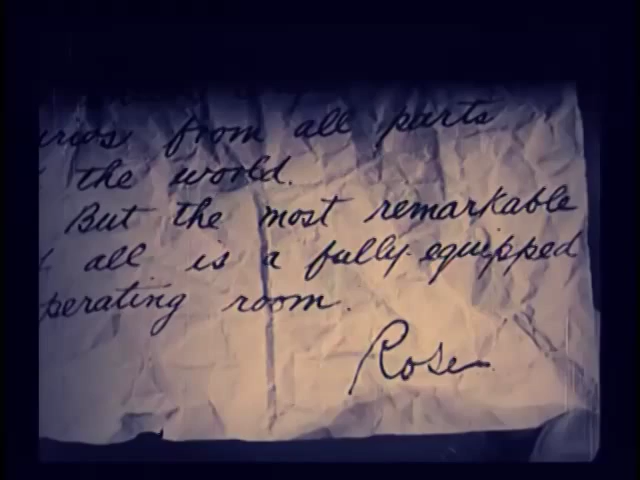 from all parts
the world.
But the most remarkable
all is a fully equipped
perating room.
Rose